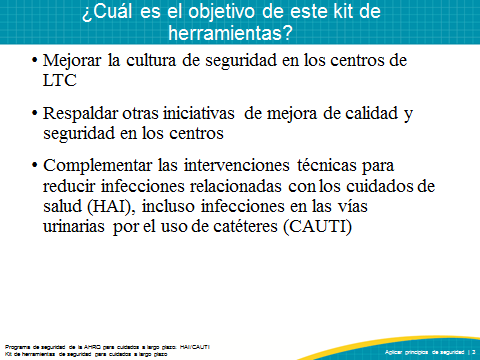 ¿Cuál es el objetivo de este kit de
herramientas?
• Mejorar la cultura de seguridad en los centros de
LTC
• Respaldar otras iniciativas de mejora de calidad y
seguridad en los centros
• Complementar las intervenciones técnicas para
reducir infecciones relacionadas con los cuidados de
salud (HAI), incluso infecciones en las vías
urinarias por el uso de catéteres (CAUTI)
Programa de seguridad de la AHRQ para cuidados a largo plazo: HAI/CAUTI
Kit de herramientas de seguridad para cuidados a largo plazo
Aplicar principios de seguridad | 3